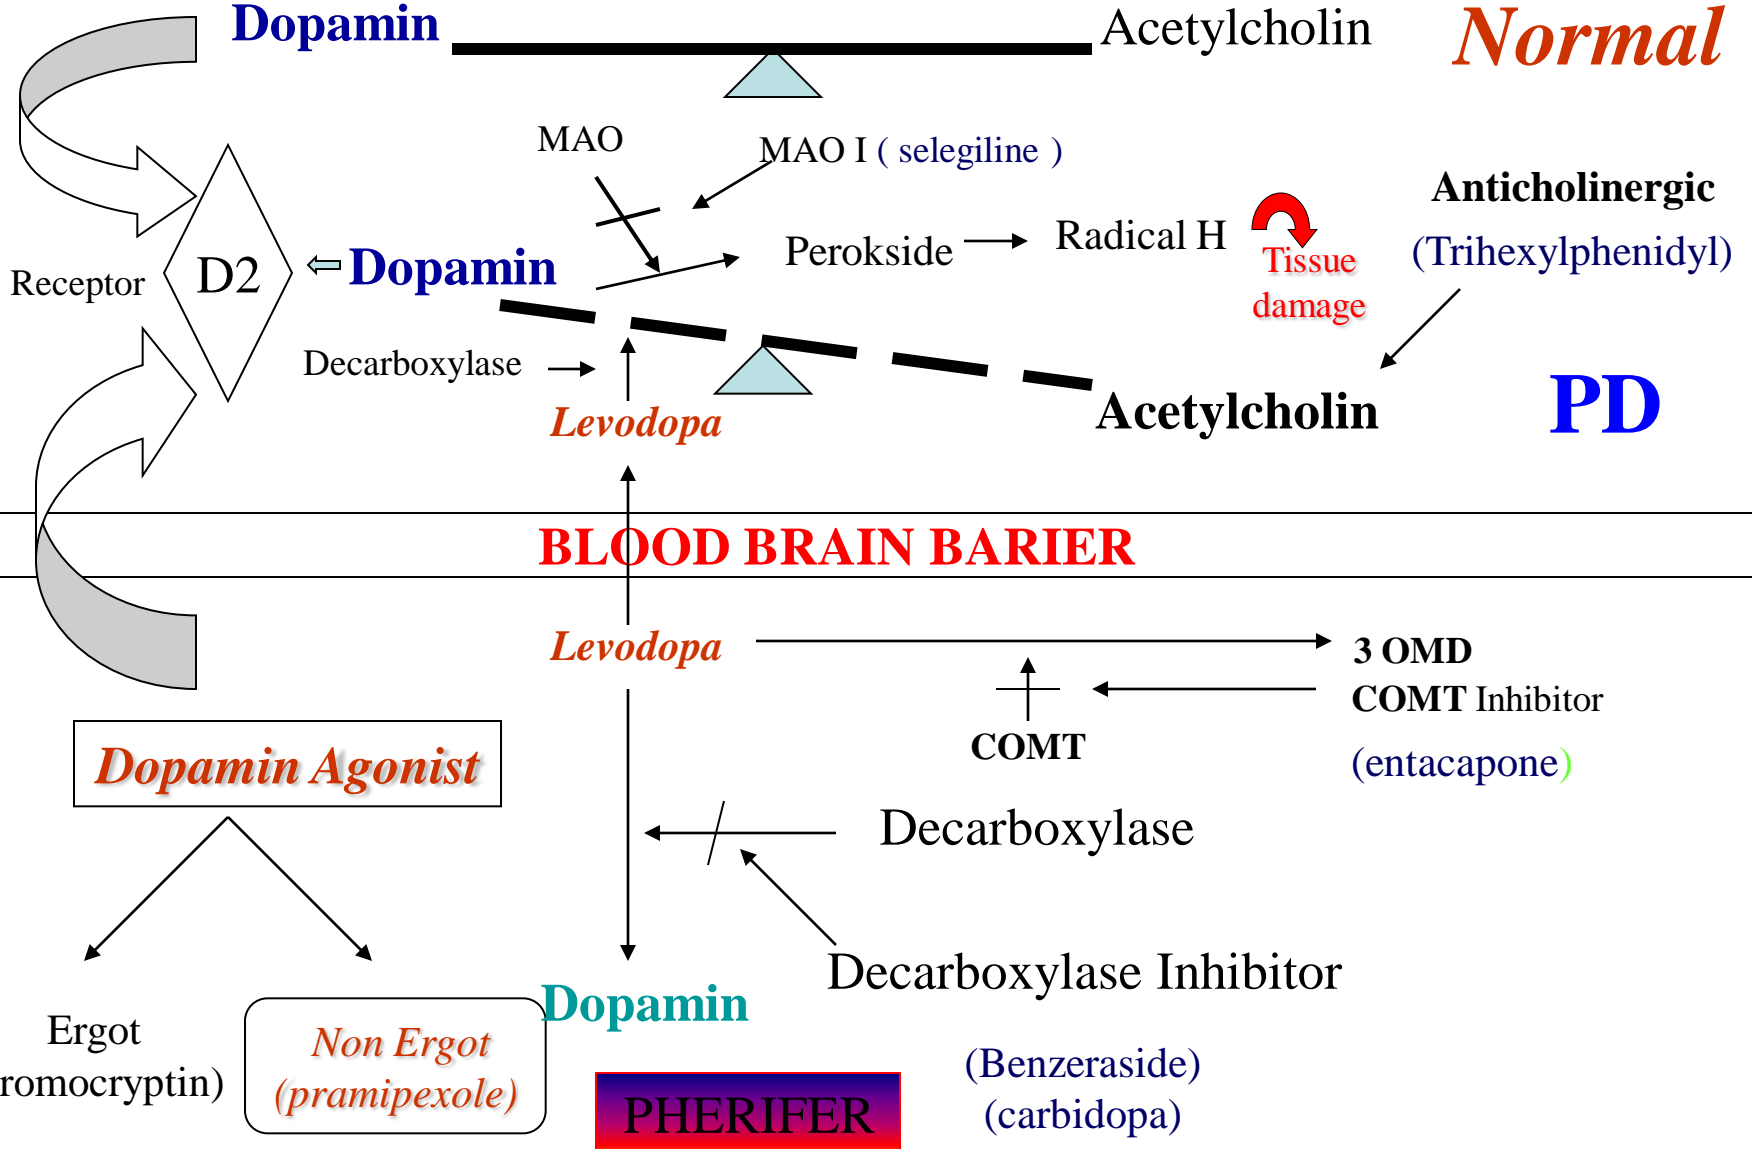 Dopamin
Acetylcholin
Normal
MAO
MAO I ( selegiline )
Anticholinergic
(Trihexylphenidyl)
Receptor
D2
Dopamin
Perokside
Radical H
Tissue
damage
Decarboxylase
Levodopa
Acetylcholin
PD
BLOOD BRAIN BARIER
Levodopa
3 OMD
COMT Inhibitor
(entacapone)
COMT
Dopamin Agonist
Decarboxylase
Decarboxylase Inhibitor
(Benzeraside)
(carbidopa)
Dopamin
Ergot
romocryptin)
Non Ergot
(pramipexole)
PHERIFER